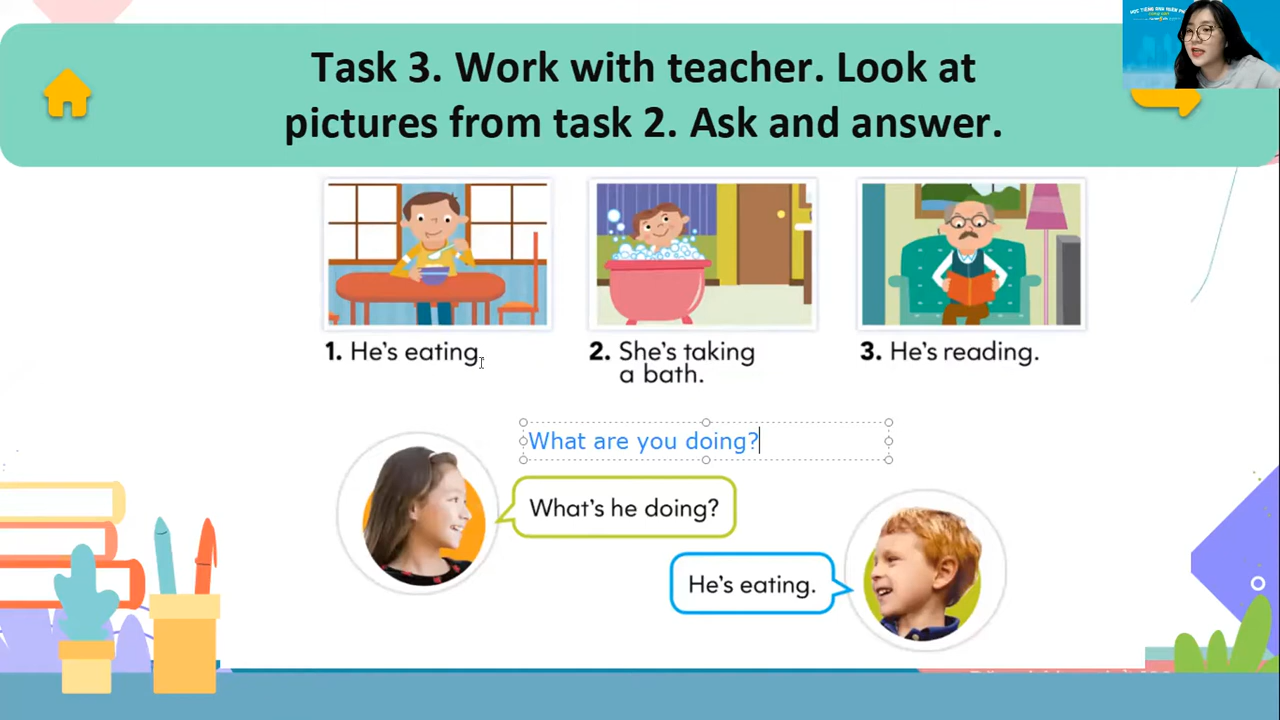 Task 3. Work with teacher. Look at
pictures from task 2. Ask and answer.
1. He's eating.
2. She's taking
a bath.
3. He's reading.
What are you doing?
What's he doing?
He's eating.